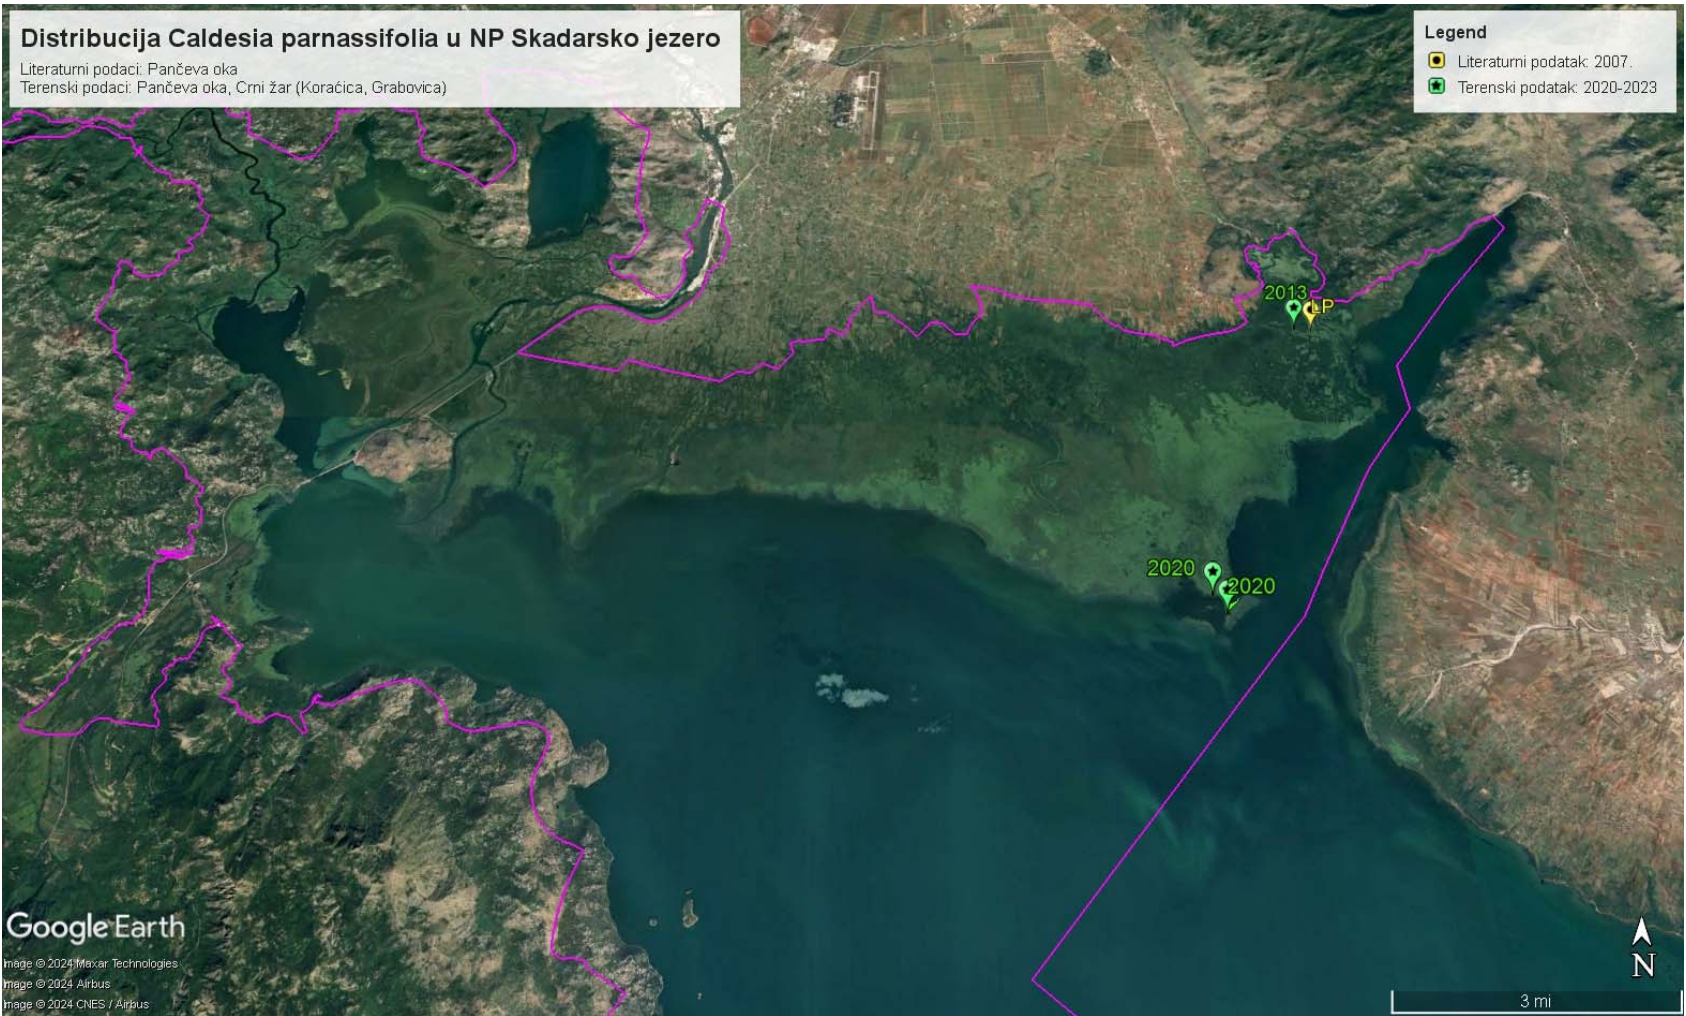 Distribucija Caldesia parnassifolia u NP Skadarsko jezero
Literaturni podaci: Pančeva oka
Terenski podaci: Pančeva oka, Crni žar (Koraćica, Grabovica)
Legend
Literaturni podatak: 2007.
Terenski podatak: 2020-2023
2013
LP
2020
2020
Google Earth
Image © 2024 Maxar Technologies
Image © 2024 Airbus
Image © 2024 CNES / Airbus
N
3 mi